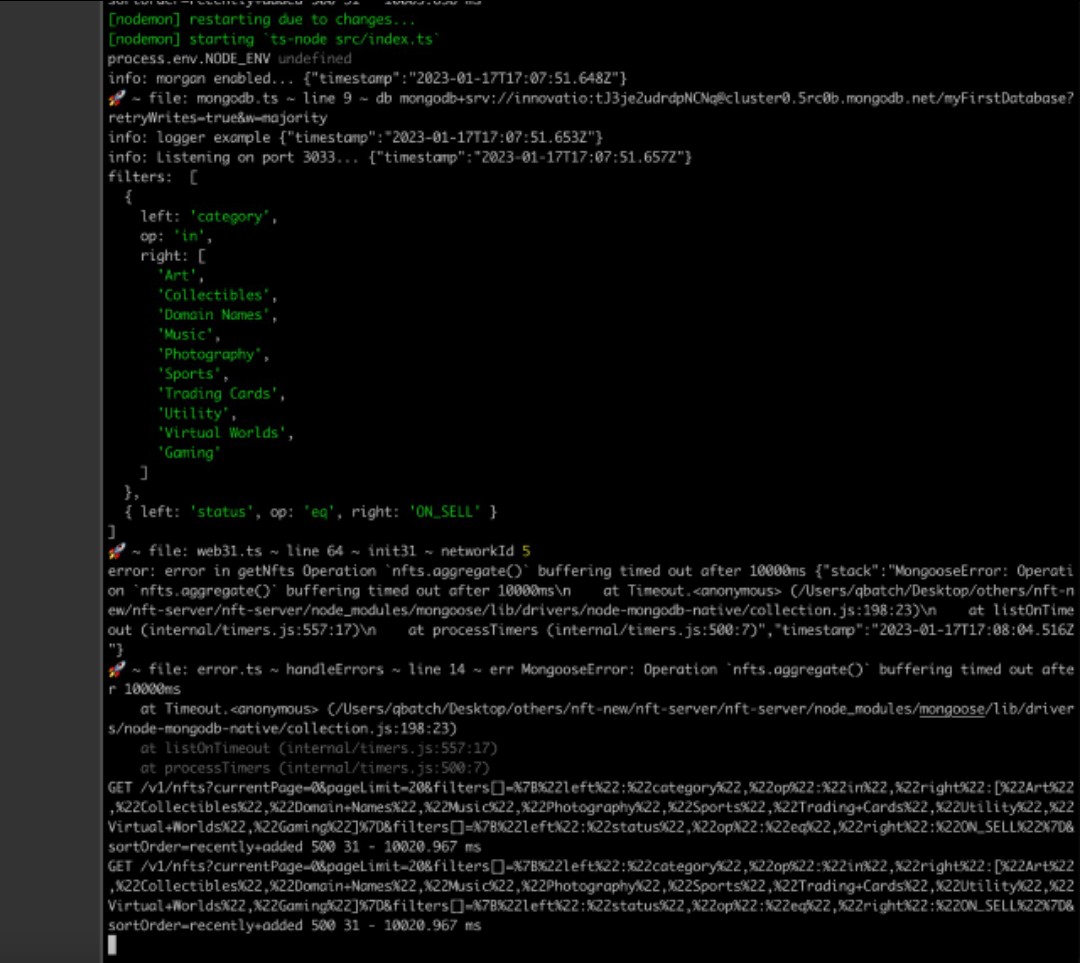 [nodemon] restarting due to changes...
[nodemon] starting `ts-node src/index.ts`
process.env.NODE_ENV undefined
info: morgan enabled... {"timestamp":"2023-01-17T17:07:51.648Z"}
🚀 ~ file: mongodb.ts ~ line 9 ~ db mongodb+srv://innovatio:tJ3je2udrdpNCNq@cluster0.5rc0b.mongodb.net/myFirstDatabase?
retryWrites=true&w=majority
info: logger example {"timestamp":"2023-01-17T17:07:51.653Z"}
info: Listening on port 3033... {"timestamp":"2023-01-17T17:07:51.657Z"}
filters:  [
  {
    left: 'category',
    op: 'in',
    right: [
      'Art',
      'Collectibles',
      'Domain Names',
      'Music',
      'Photography',
      'Sports',
      'Trading Cards',
      'Utility',
      'Virtual Worlds',
      'Gaming'
    ]
  },
  { left: 'status', op: 'eq', right: 'ON_SELL' }
]
🚀 ~ file: web31.ts ~ line 64 ~ init31 ~ networkId 5
error: error in getNfts Operation `nfts.aggregate()` buffering timed out after 10000ms {"stack":"MongooseError: Operati
on `nfts.aggregate()` buffering timed out after 10000ms\n    at Timeout.<anonymous> (/Users/qbatch/Desktop/others/nft-n
ew/nft-server/nft-server/node_modules/mongoose/lib/drivers/node-mongodb-native/collection.js:198:23)\n    at listOnTime
out (internal/timers.js:557:17)\n    at processTimers (internal/timers.js:500:7)","timestamp":"2023-01-17T17:08:04.516Z
"}
🚀 ~ file: error.ts ~ handleErrors ~ line 14 ~ err MongooseError: Operation `nfts.aggregate()` buffering timed out afte
r 10000ms
    at Timeout.<anonymous> (/Users/qbatch/Desktop/others/nft-new/nft-server/nft-server/node_modules/mongoose/lib/driver
s/node-mongodb-native/collection.js:198:23)
    at listOnTimeout (internal/timers.js:557:17)
    at processTimers (internal/timers.js:500:7)
GET /v1/nfts?currentPage=0&pageLimit=20&filters[]=%7B%22left%22:%22category%22,%22op%22:%22in%22,%22right%22:[%22Art%22
,%22Collectibles%22,%22Domain+Names%22,%22Music%22,%22Photography%22,%22Sports%22,%22Trading+Cards%22,%22Utility%22,%22
Virtual+Worlds%22,%22Gaming%22]%7D&filters[]=%7B%22left%22:%22status%22,%22op%22:%22eq%22,%22right%22:%22ON_SELL%22%7D&
sortOrder=recently+added 500 31 - 10020.967 ms
GET /v1/nfts?currentPage=0&pageLimit=20&filters[]=%7B%22left%22:%22category%22,%22op%22:%22in%22,%22right%22:[%22Art%22
,%22Collectibles%22,%22Domain+Names%22,%22Music%22,%22Photography%22,%22Sports%22,%22Trading+Cards%22,%22Utility%22,%22
Virtual+Worlds%22,%22Gaming%22]%7D&filters[]=%7B%22left%22:%22status%22,%22op%22:%22eq%22,%22right%22:%22ON_SELL%22%7D&
sortOrder=recently+added 500 31 - 10020.967 ms